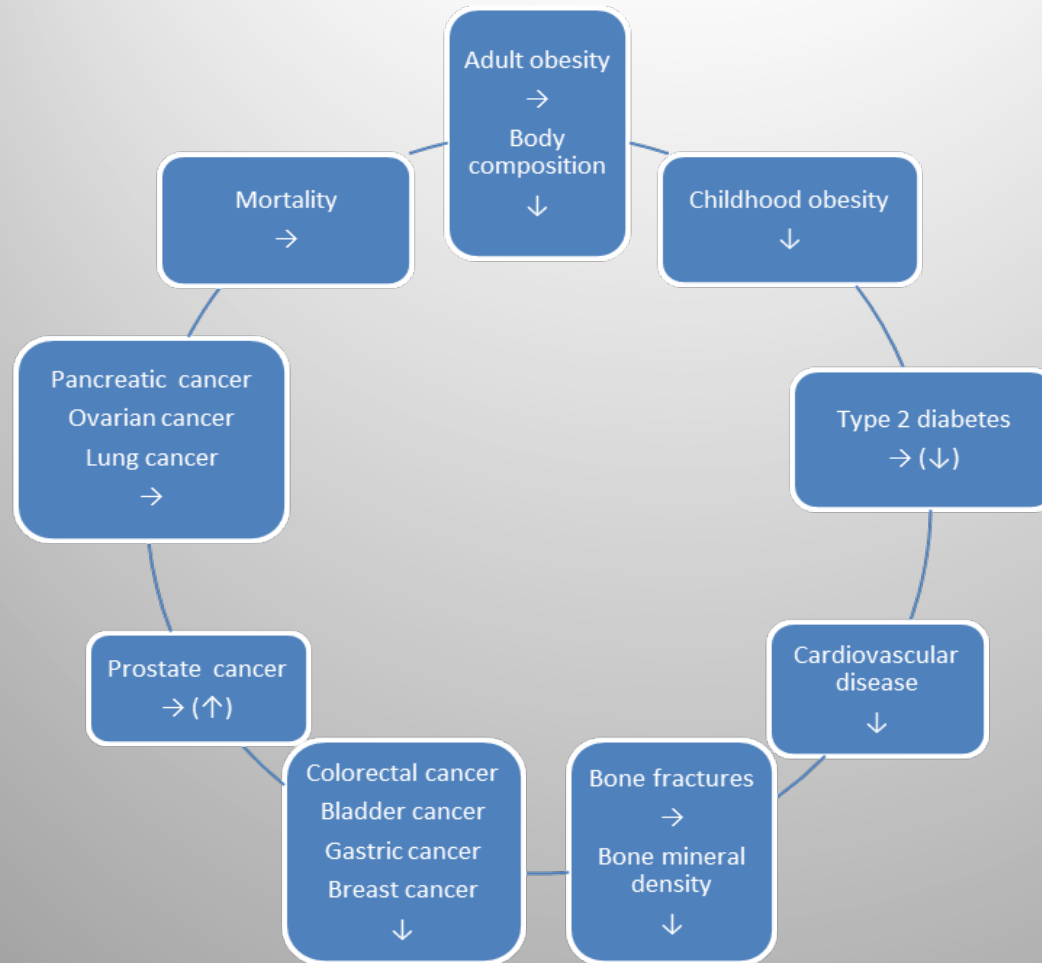 Adult obesity
→
Body
composition
↓
Childhood obesity
↓
Type 2 diabetes
→ (↓)
Cardiovascular
disease
↓
Bone fractures
→
Bone mineral
density
↓
Colorectal cancer
Bladder cancer
Gastric cancer
Breast cancer
↓
Prostate cancer
→ (↑)
Pancreatic cancer
Ovarian cancer
Lung cancer
→
Mortality
→